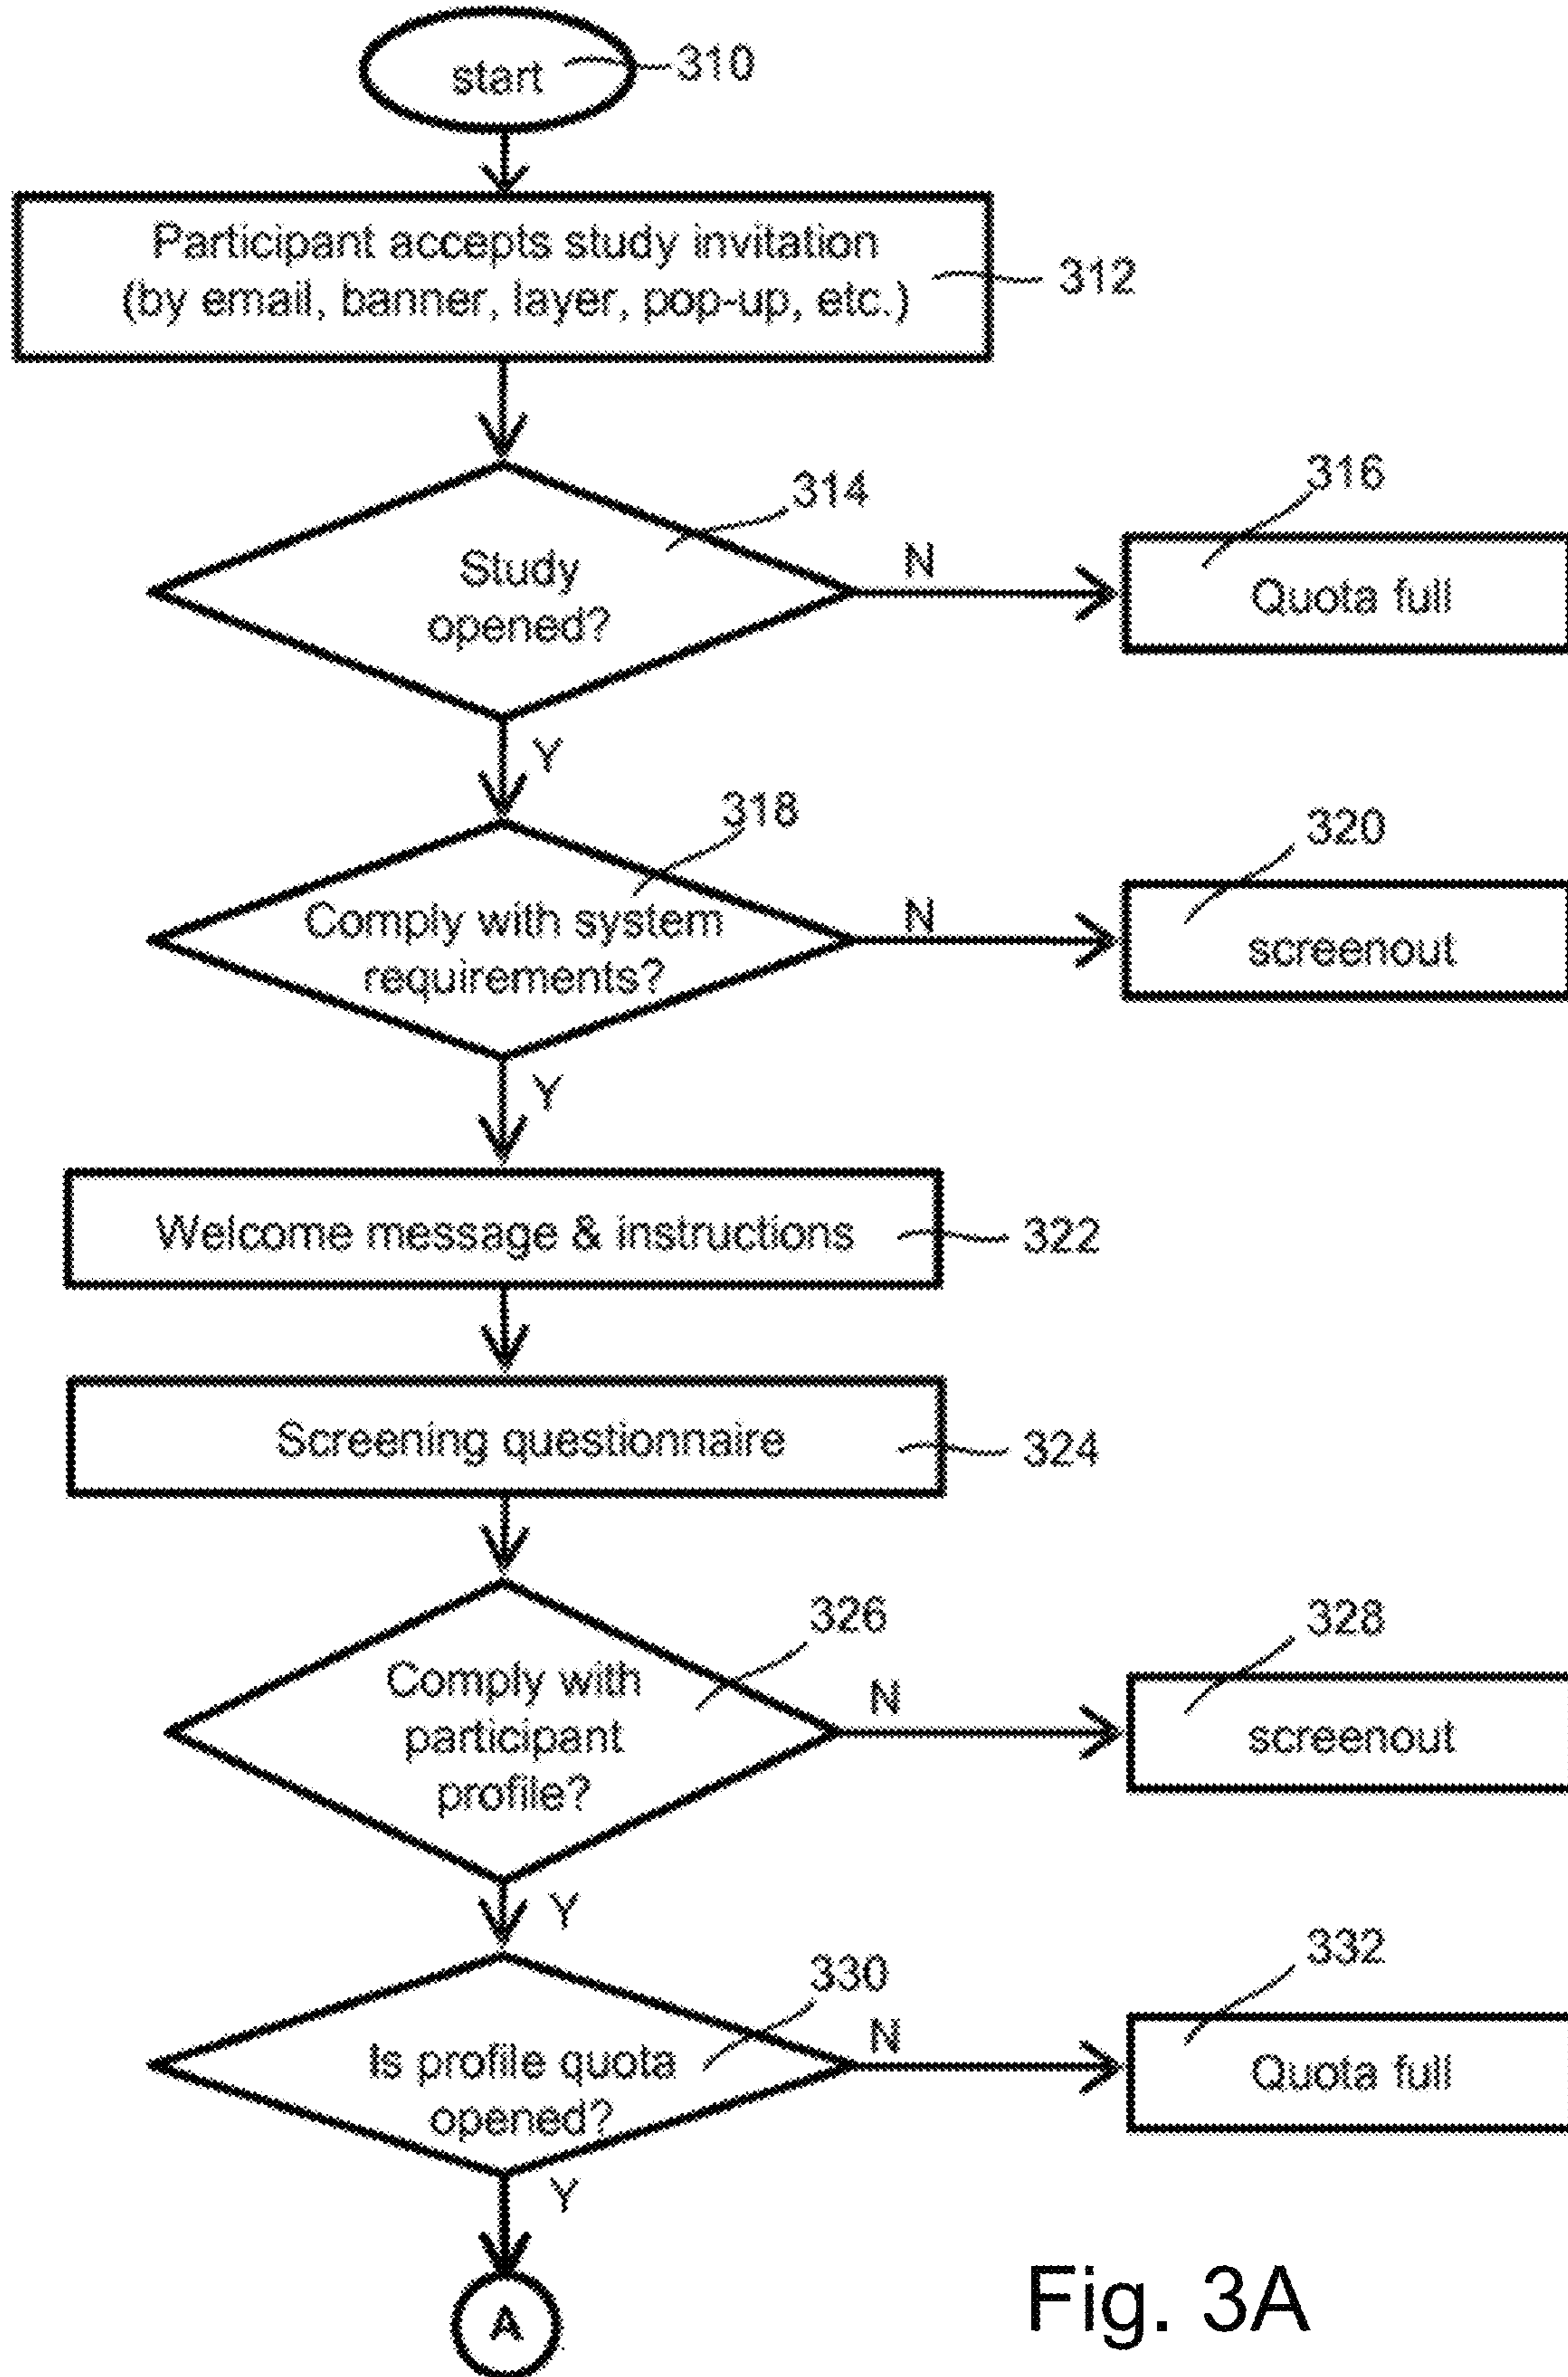 start
310
Participant accepts study invitation
(by email, banner, layer, pop-up, etc.)
312
314
Study
opened?
N
316
Quota full
Y
318
Comply with system
requirements?
N
320
screenout
Y
Welcome message & instructions
322
Screening questionnaire
324
326
Comply with
participant
profile?
N
328
screenout
Y
330
Is profile quota
opened?
N
332
Quota full
Y
A
Fig. 3A